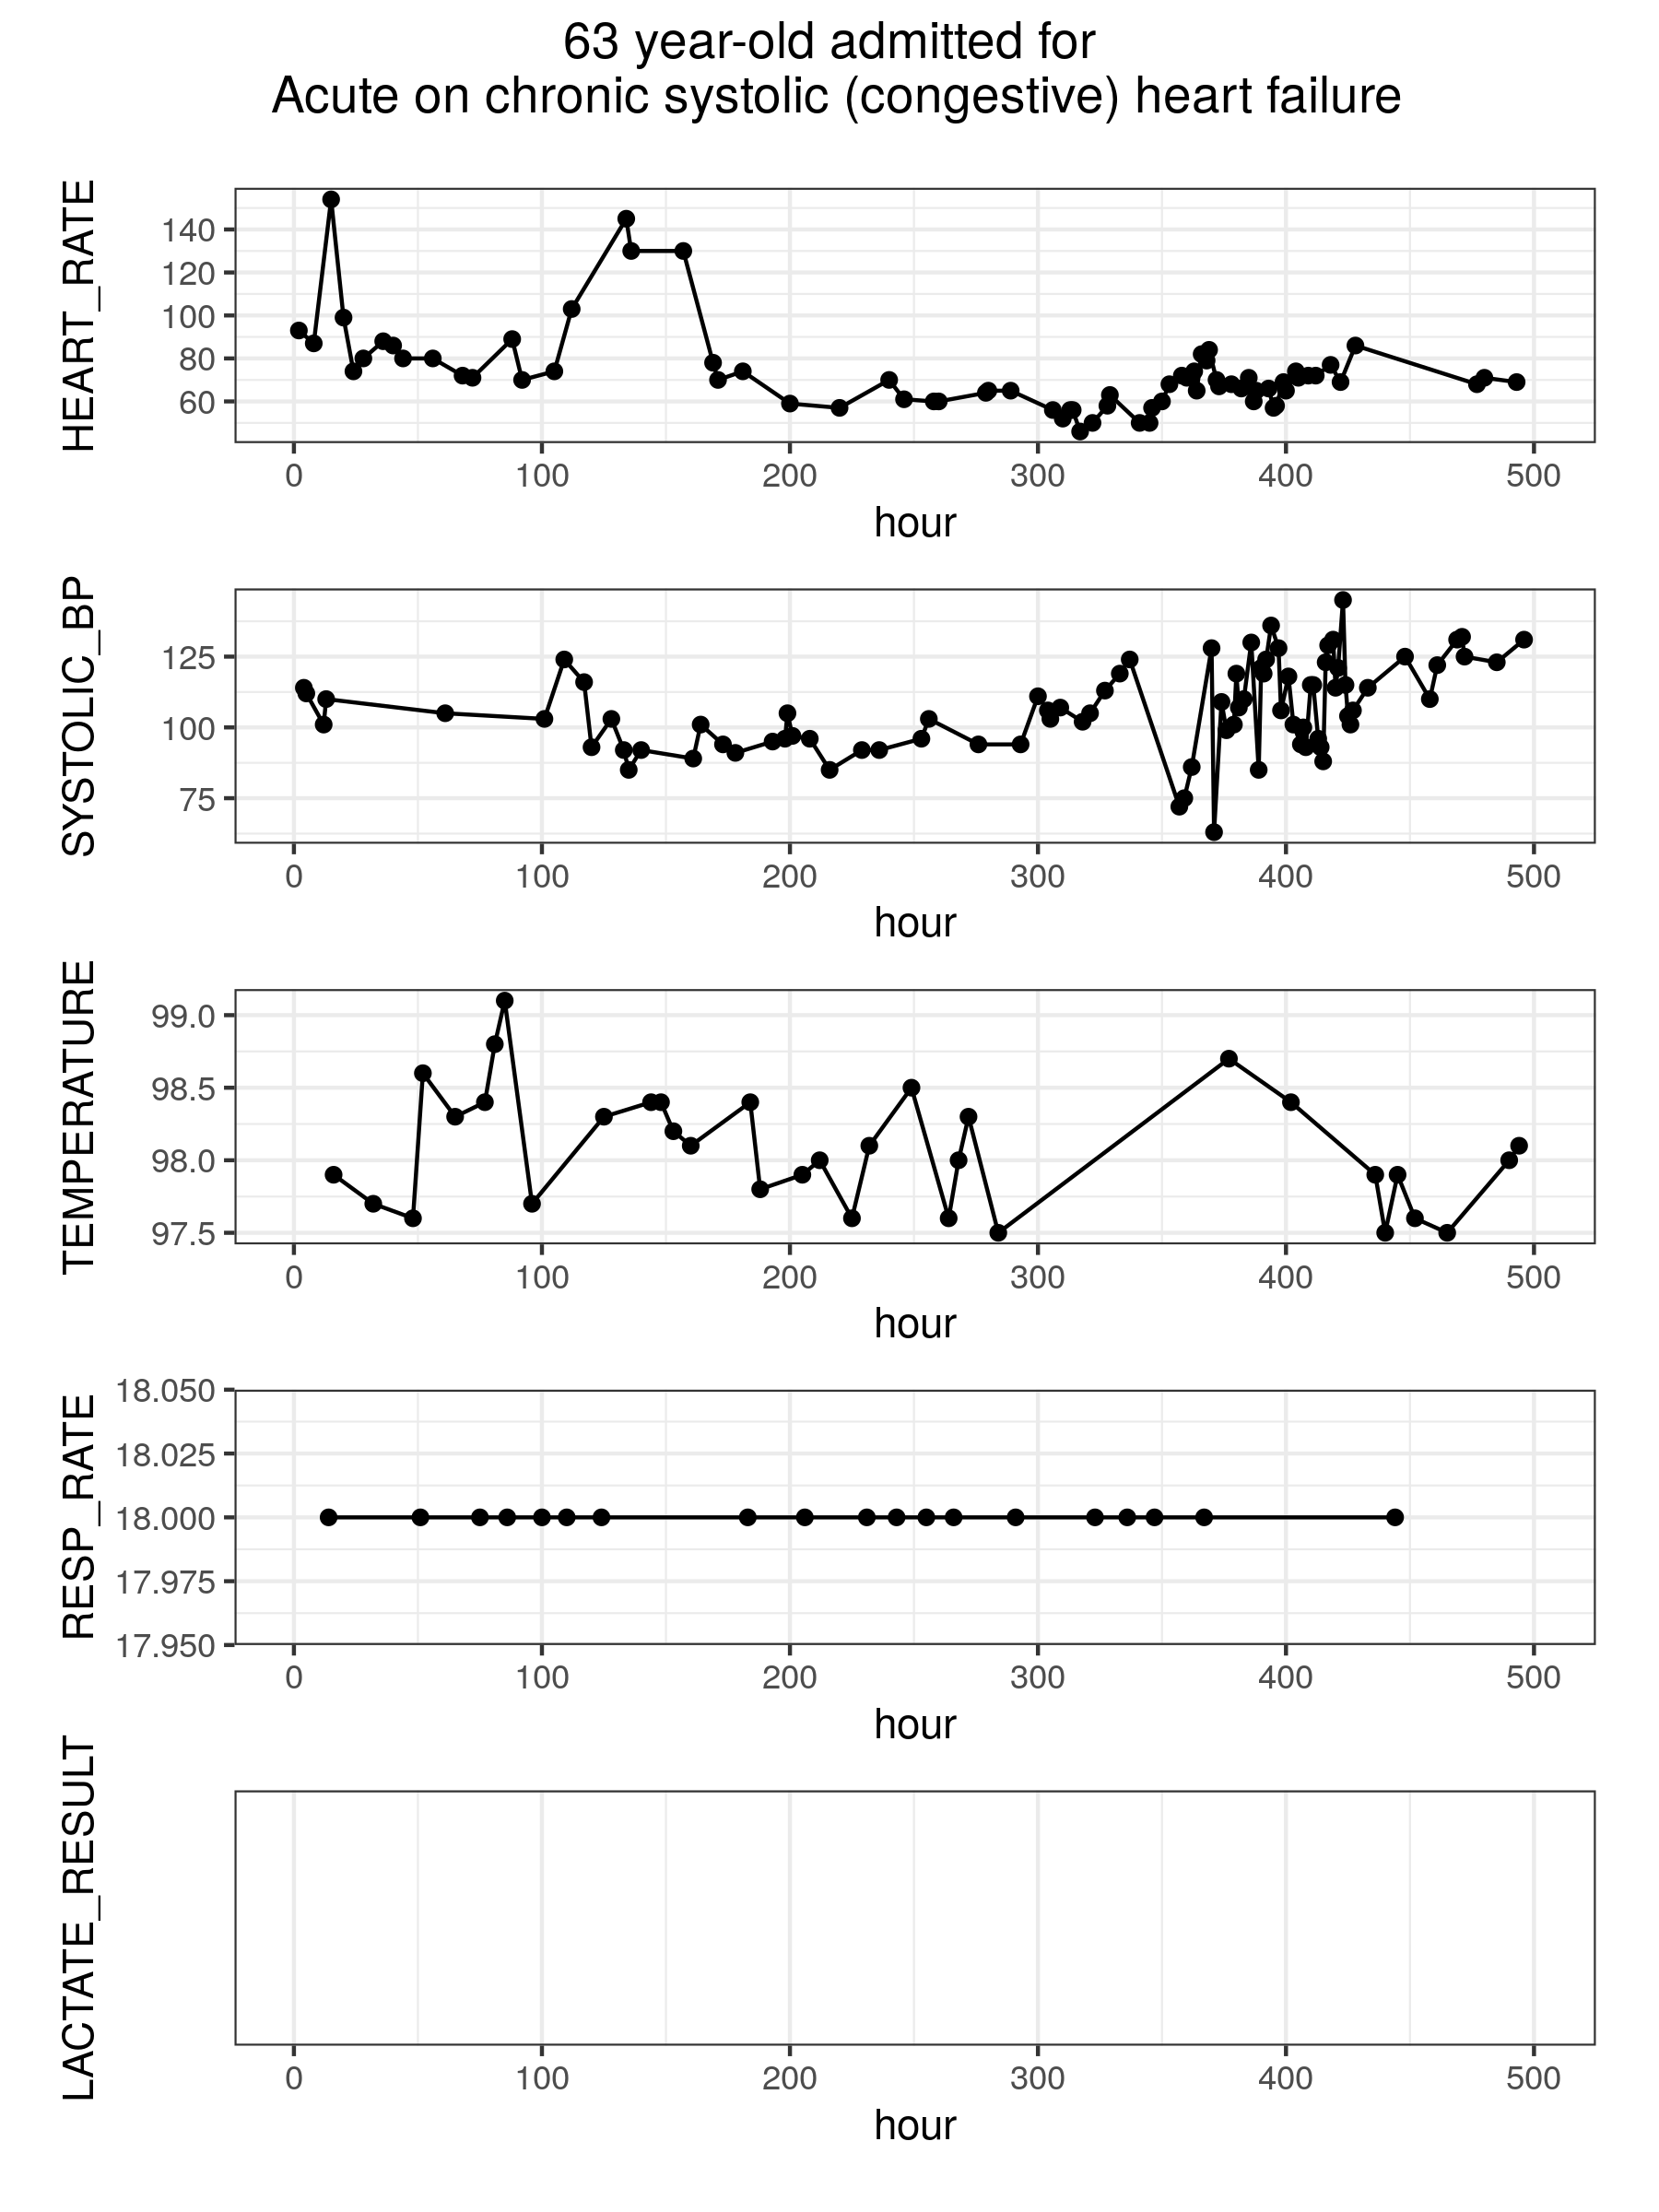 63 year-old admitted for
Acute on chronic systolic (congestive) heart failure
HEART_RATE
140
120
100
80
60
0 100 200 300 400 500
hour
SYSTOLIC_BP
125
100
75
0 100 200 300 400 500
hour
TEMPERATURE
99.0
98.5
98.0
97.5
0 100 200 300 400 500
hour
RESP_RATE
18.050
18.025
18.000
17.975
17.950
0 100 200 300 400 500
hour
LACTATE_RESULT
0 100 200 300 400 500
hour